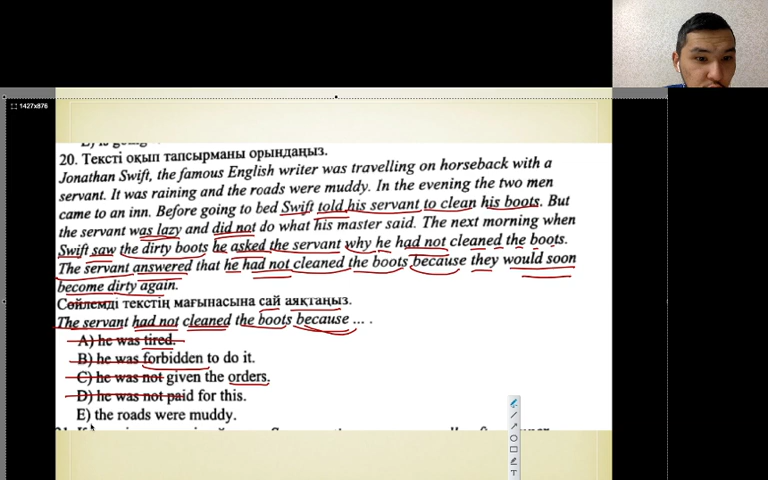 1427x876
20. Тексті оқып тапсырманы орындаңыз.
Jonathan Swift, the famous English writer was travelling on horseback with a
servant. It was raining and the roads were muddy. In the evening the two men
came to an inn. Before going to bed Swift told his servant to clean his boots. But
the servant was lazy and did not do what his master said. The next morning when
Swift saw the dirty boots he asked the servant why he had not cleaned the boots.
The servant answered that he had not cleaned the boots because they would soon
become dirty again.
Сөйлемді текстің мағынасына сай аяқтаңыз.
The servant had not cleaned the boots because ... .
A) he was tired.
B) he was forbidden to do it.
C) he was not given the orders.
D) he was not paid for this.
E) the roads were muddy.